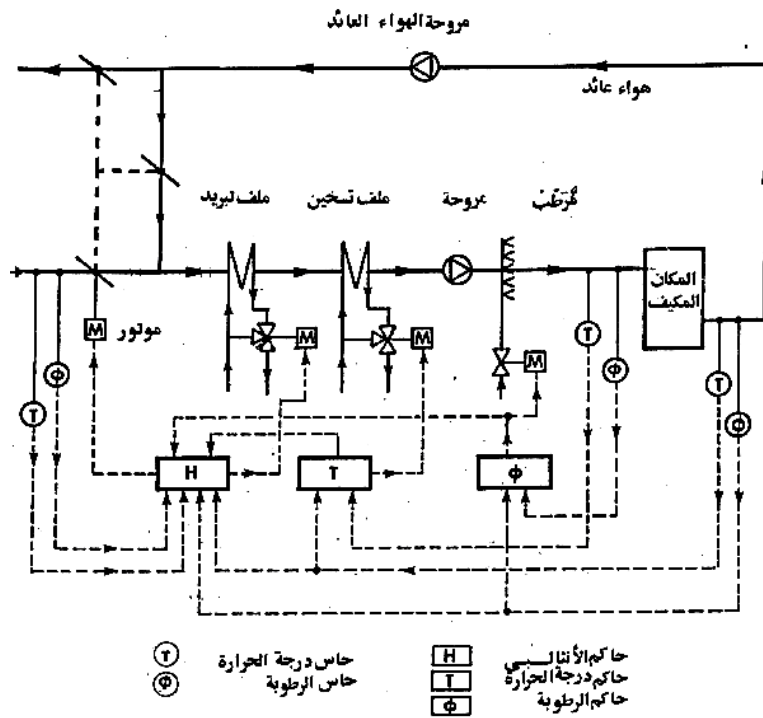 مروحة الهواء العائد
هواء عائد
ملف تبريد
ملف تسخين
مروحة
مُرَطِّبْ
المكان
المكيف
موتور
M
M
M
M
T
Φ
T
Φ
T
Φ
H
T
Φ
T حاس درجة الحرارة
Φ حاس الرطوبة
H حاكم الأنثالبي
T حاكم درجة الحرارة
Φ حاكم الرطوبة